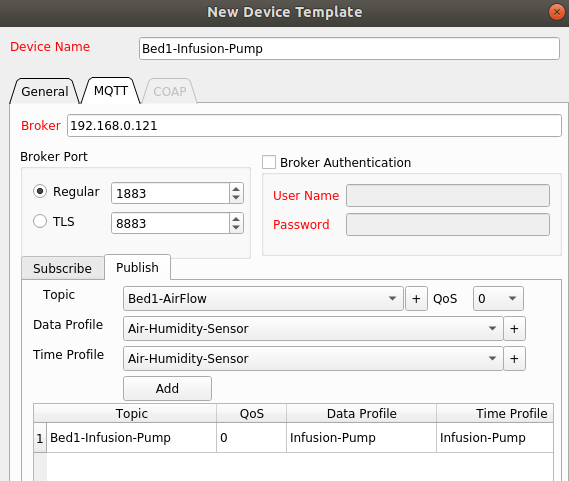 New Device Template
Device Name Bed1-Infusion-Pump
General MQTT COAP
Broker 192.168.0.121
Broker Port
Broker Authentication
Regular 1883
User Name
TLS 8883
Password
Subscribe Publish
Topic Bed1-AirFlow + QoS 0
Data Profile Air-Humidity-Sensor +
Time Profile Air-Humidity-Sensor +
Add
Topic QoS Data Profile Time Profile
1 Bed1-Infusion-Pump 0 Infusion-Pump Infusion-Pump